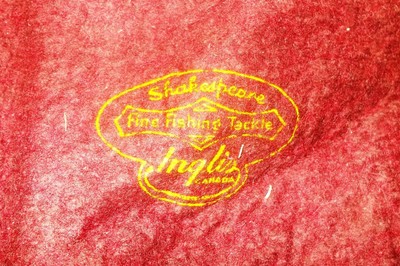 Shakespeare
Fine Fishing Tackle
Inglis
CANADA